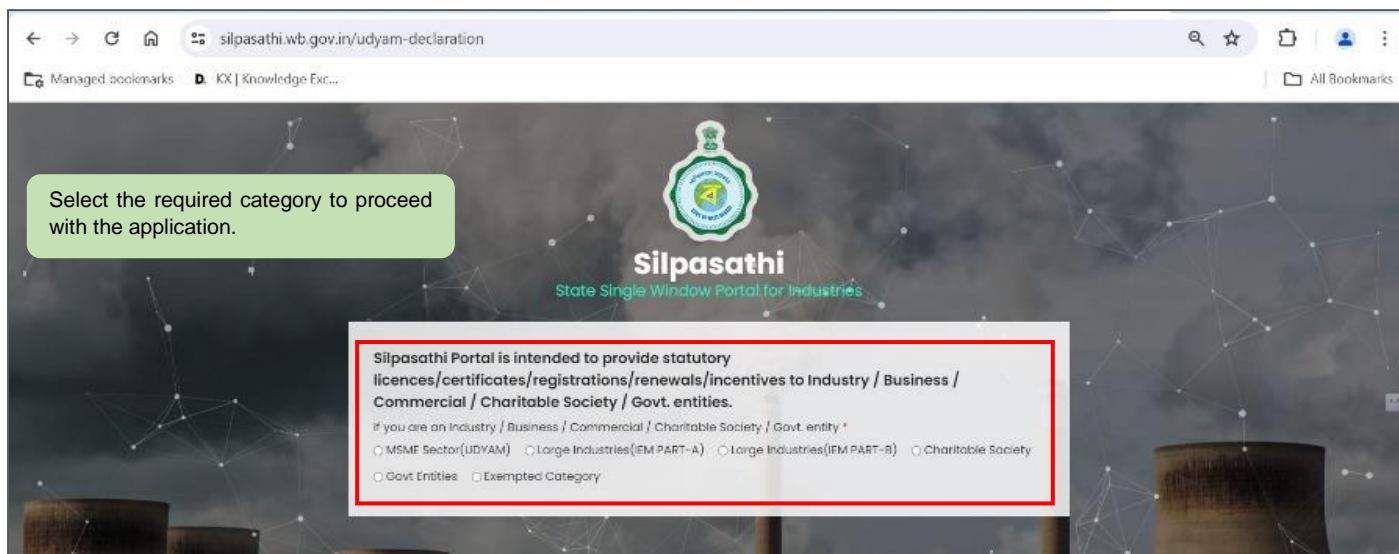 silpasathi.wb.gov.in/udyam-declaration
Managed bookmarks
D. KX | Knowledge Exc...
All Bookmarks
Select the required category to proceed
with the application.
Silpasathi
State Single Window Portal for Industries
Silpasathi Portal is intended to provide statutory
licences/certificates/registrations/renewals/incentives to Industry / Business /
Commercial / Charitable Society / Govt. entities.
If you are an Industry / Business / Commercial / Charitable Society / Govt. entity *
MSME Sector(UDYAM) Large Industries(IEM PART-A) Large Industries(IEM PART-B) Charitable Society
Govt Entities Exempted Category